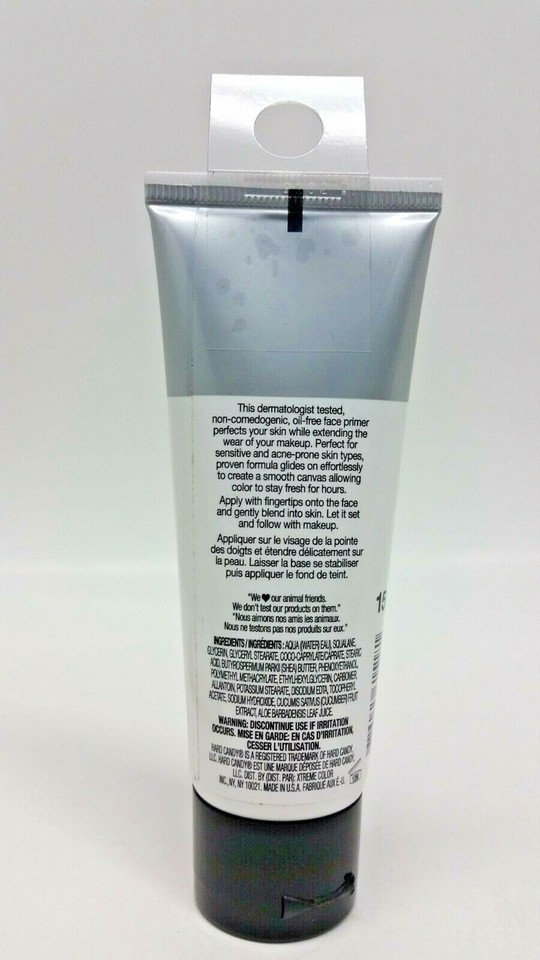 This dermatologist tested,
non-comedogenic, oil-free face primer
perfects your skin while extending the
wear of your makeup. Perfect for
sensitive and acne-prone skin types,
proven formula glides on effortlessly
to create a smooth canvas allowing
color to stay fresh for hours.
Apply with fingertips onto the face
and gently blend into skin. Let it set
and follow with makeup.
Appliquer sur le visage de la pointe
des doigts et étendre délicatement sur
la peau. Laisser la base se stabiliser
puis appliquer le fond de teint.
"We ♥ our animal friends.
We don't test our products on them."
"Nous aimons nos amis les animaux.
Nous ne testons pas nos produits sur eux."
15
INGREDIENTS / INGRÉDIENTS : AQUA (WATER/ EAU), SQUALANE,
GLYCERIN, GLYCERYL STEARATE, COCO-CAPRYLATE/CAPRATE, STEARIC
ACID, BUTYROSPERMUM PARKII (SHEA) BUTTER, PHENOXYETHANOL,
POLYMETHYL METHACRYLATE, ETHYLHEXYLGLYCERIN, CARBOMER,
ALLANTOIN, POTASSIUM STEARATE, DISODIUM EDTA, TOCOPHERYL
ACETATE, SODIUM HYDROXIDE, CUCUMIS SATIVUS (CUCUMBER) FRUIT
EXTRACT, ALOE BARBADENSIS LEAF JUICE.
WARNING: DISCONTINUE USE IF IRRITATION
OCCURS. MISE EN GARDE: EN CAS D'IRRITATION,
CESSER L'UTILISATION.
HARD CANDY® IS A REGISTERED TRADEMARK OF HARD CANDY,
LLC. HARD CANDY® EST UNE MARQUE DÉPOSÉE DE HARD CANDY,
LLC. DIST. BY (DIST. PAR): XTREME COLOR
INC., NY, NY 10021. MADE IN U.S.A. FABRIQUÉ AUX É.-U.